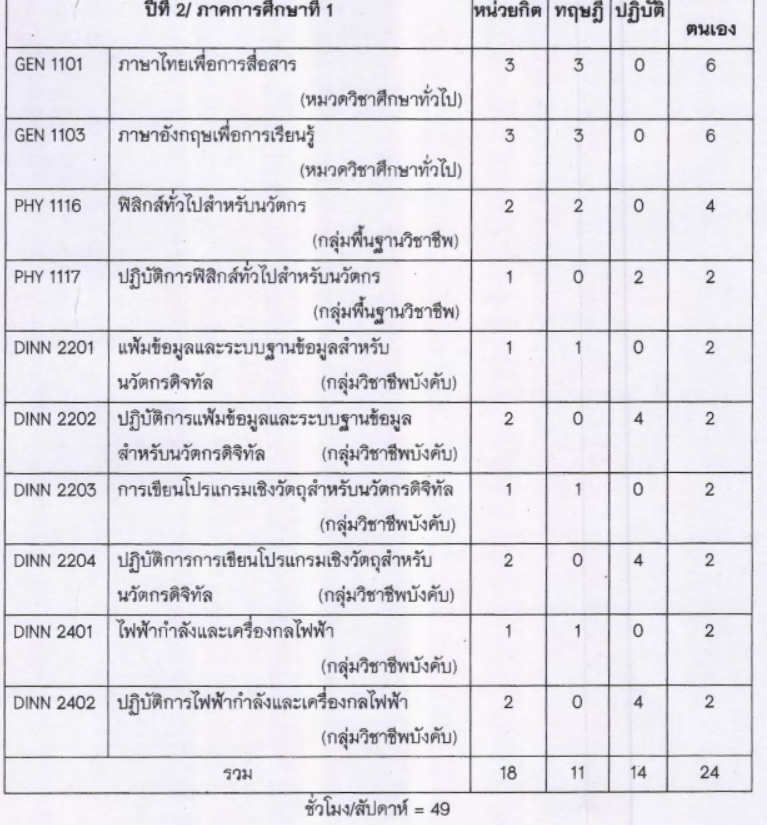 ปีที่ 2/ ภาคการศึกษาที่ 1 หน่วยกิต ทฤษฎี ปฏิบัติ ตนเอง
GEN 1101 ภาษาไทยเพื่อการสื่อสาร 3 3 0 6
(หมวดวิชาศึกษาทั่วไป)
GEN 1103 ภาษาอังกฤษเพื่อการเรียนรู้ 3 3 0 6
(หมวดวิชาศึกษาทั่วไป)
PHY 1116 ฟิสิกส์ทั่วไปสำหรับนวัตกร 2 2 0 4
(กลุ่มพื้นฐานวิชาชีพ)
PHY 1117 ปฏิบัติการฟิสิกส์ทั่วไปสำหรับนวัตกร 1 0 2 2
(กลุ่มพื้นฐานวิชาชีพ)
DINN 2201 แฟ้มข้อมูลและระบบฐานข้อมูลสำหรับ 1 1 0 2
นวัตกรดิจทัล (กลุ่มวิชาชีพบังคับ)
DINN 2202 ปฏิบัติการแฟ้มข้อมูลและระบบฐานข้อมูล 2 0 4 2
สำหรับนวัตกรดิจิทัล (กลุ่มวิชาชีพบังคับ)
DINN 2203 การเขียนโปรแกรมเชิงวัตถุสำหรับนวัตกรดิจิทัล 1 1 0 2
(กลุ่มวิชาชีพบังคับ)
DINN 2204 ปฏิบัติการการเขียนโปรแกรมเชิงวัตถุสำหรับ 2 0 4 2
นวัตกรดิจิทัล (กลุ่มวิชาชีพบังคับ)
DINN 2401 ไฟฟ้ากำลังและเครื่องกลไฟฟ้า 1 1 0 2
(กลุ่มวิชาชีพบังคับ)
DINN 2402 ปฏิบัติการไฟฟ้ากำลังและเครื่องกลไฟฟ้า 2 0 4 2
(กลุ่มวิชาชีพบังคับ)
รวม 18 11 14 24
ชั่วโมง/สัปดาห์ = 49